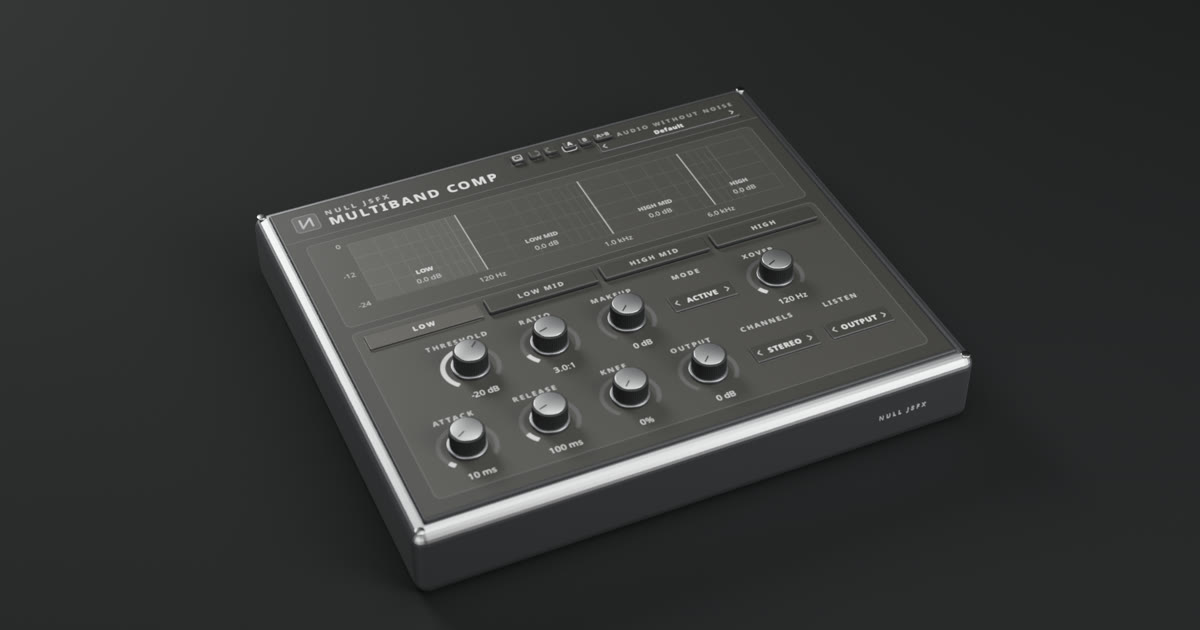 NULL JSFX
MULTIBAND COMP
A B A>B
AUDIO WITHOUT NOISE
< Default >
0
-12
-24
LOW
0.0 dB
LOW MID
0.0 dB
HIGH MID
0.0 dB
HIGH
0.0 dB
120 Hz
1.0 kHz
6.0 kHz
LOW
LOW MID
HIGH MID
HIGH
THRESHOLD
-20 dB
RATIO
3.0:1
MAKEUP
0 dB
MODE
< ACTIVE >
XOVER
120 Hz
ATTACK
10 ms
RELEASE
100 ms
KNEE
0%
OUTPUT
0 dB
CHANNELS
< STEREO >
LISTEN
< OUTPUT >
NULL JSFX